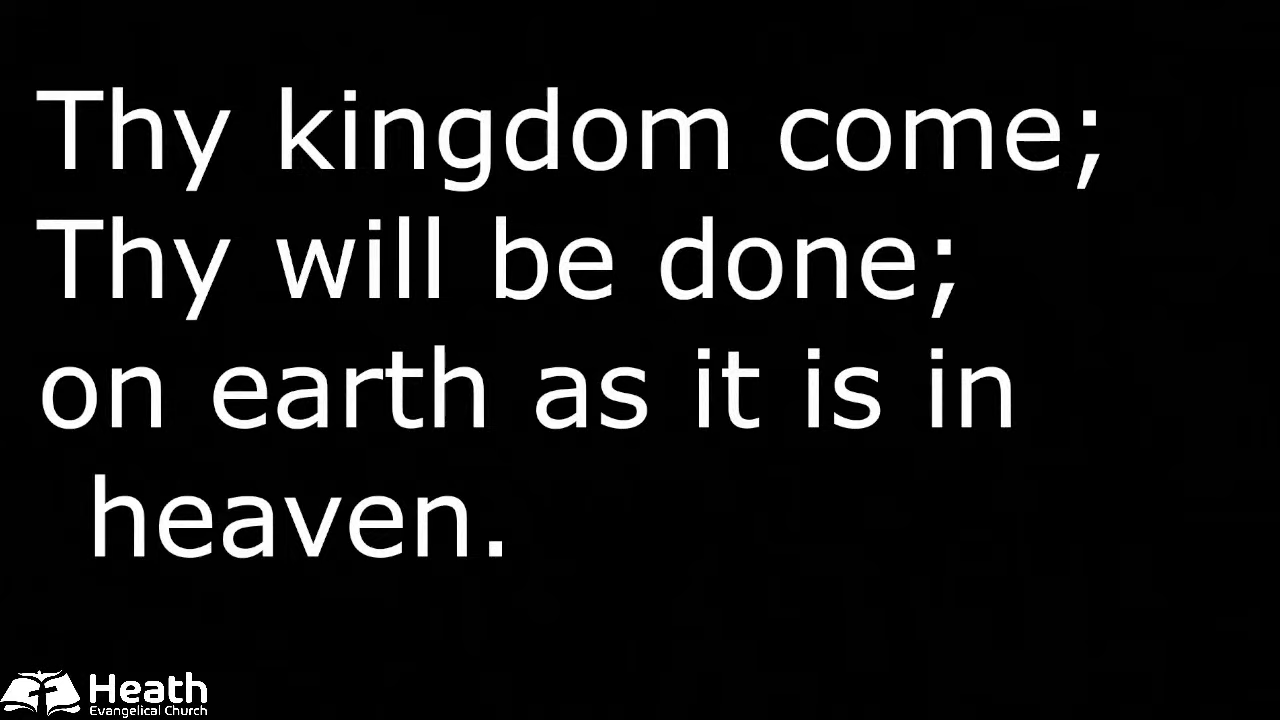 Thy kingdom come;
Thy will be done;
on earth as it is in
heaven.
Heath
Evangelical Church